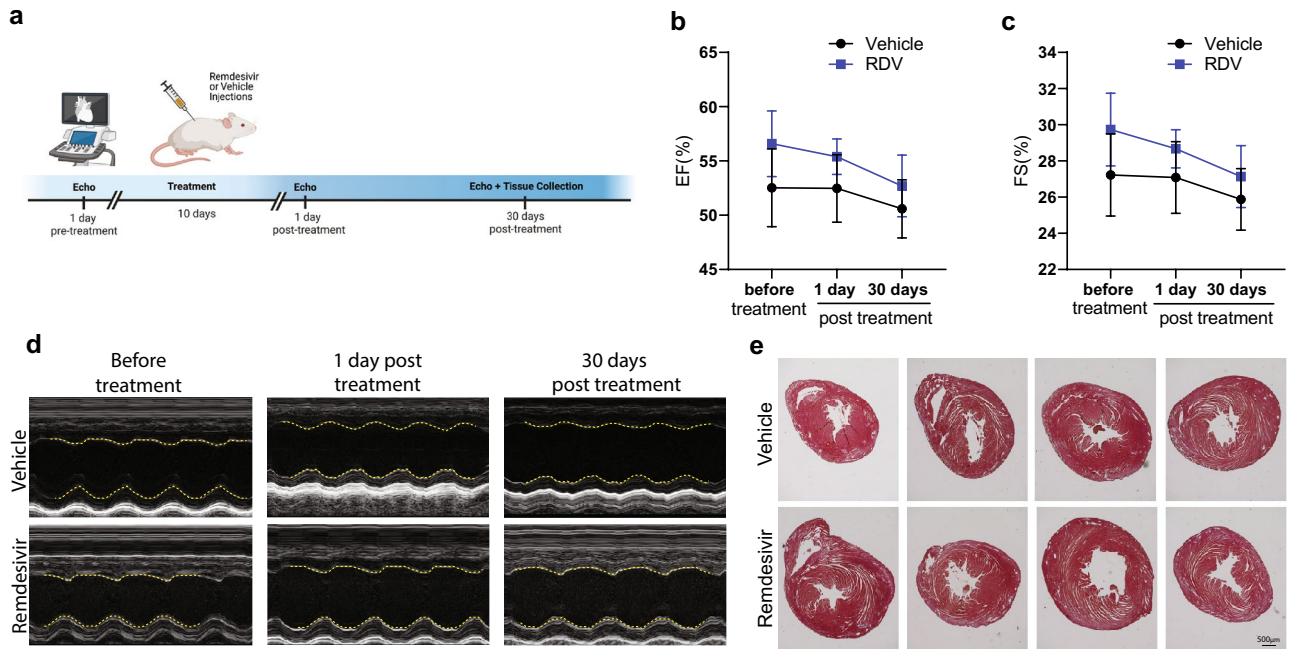 a
Remdesivir
or Vehicle
Injections
Echo
Treatment
Echo
Echo + Tissue Collection
1 day
pre-treatment
10 days
1 day
post-treatment
30 days
post-treatment
b
Vehicle
RDV
EF(%)
65
60
55
50
45
before
treatment
1 day
30 days
post treatment
c
Vehicle
RDV
FS(%)
34
32
30
28
26
24
22
before
treatment
1 day
30 days
post treatment
d
Before
treatment
1 day post
treatment
30 days
post treatment
Vehicle
Remdesivir
e
Vehicle
Remdesivir
500µm